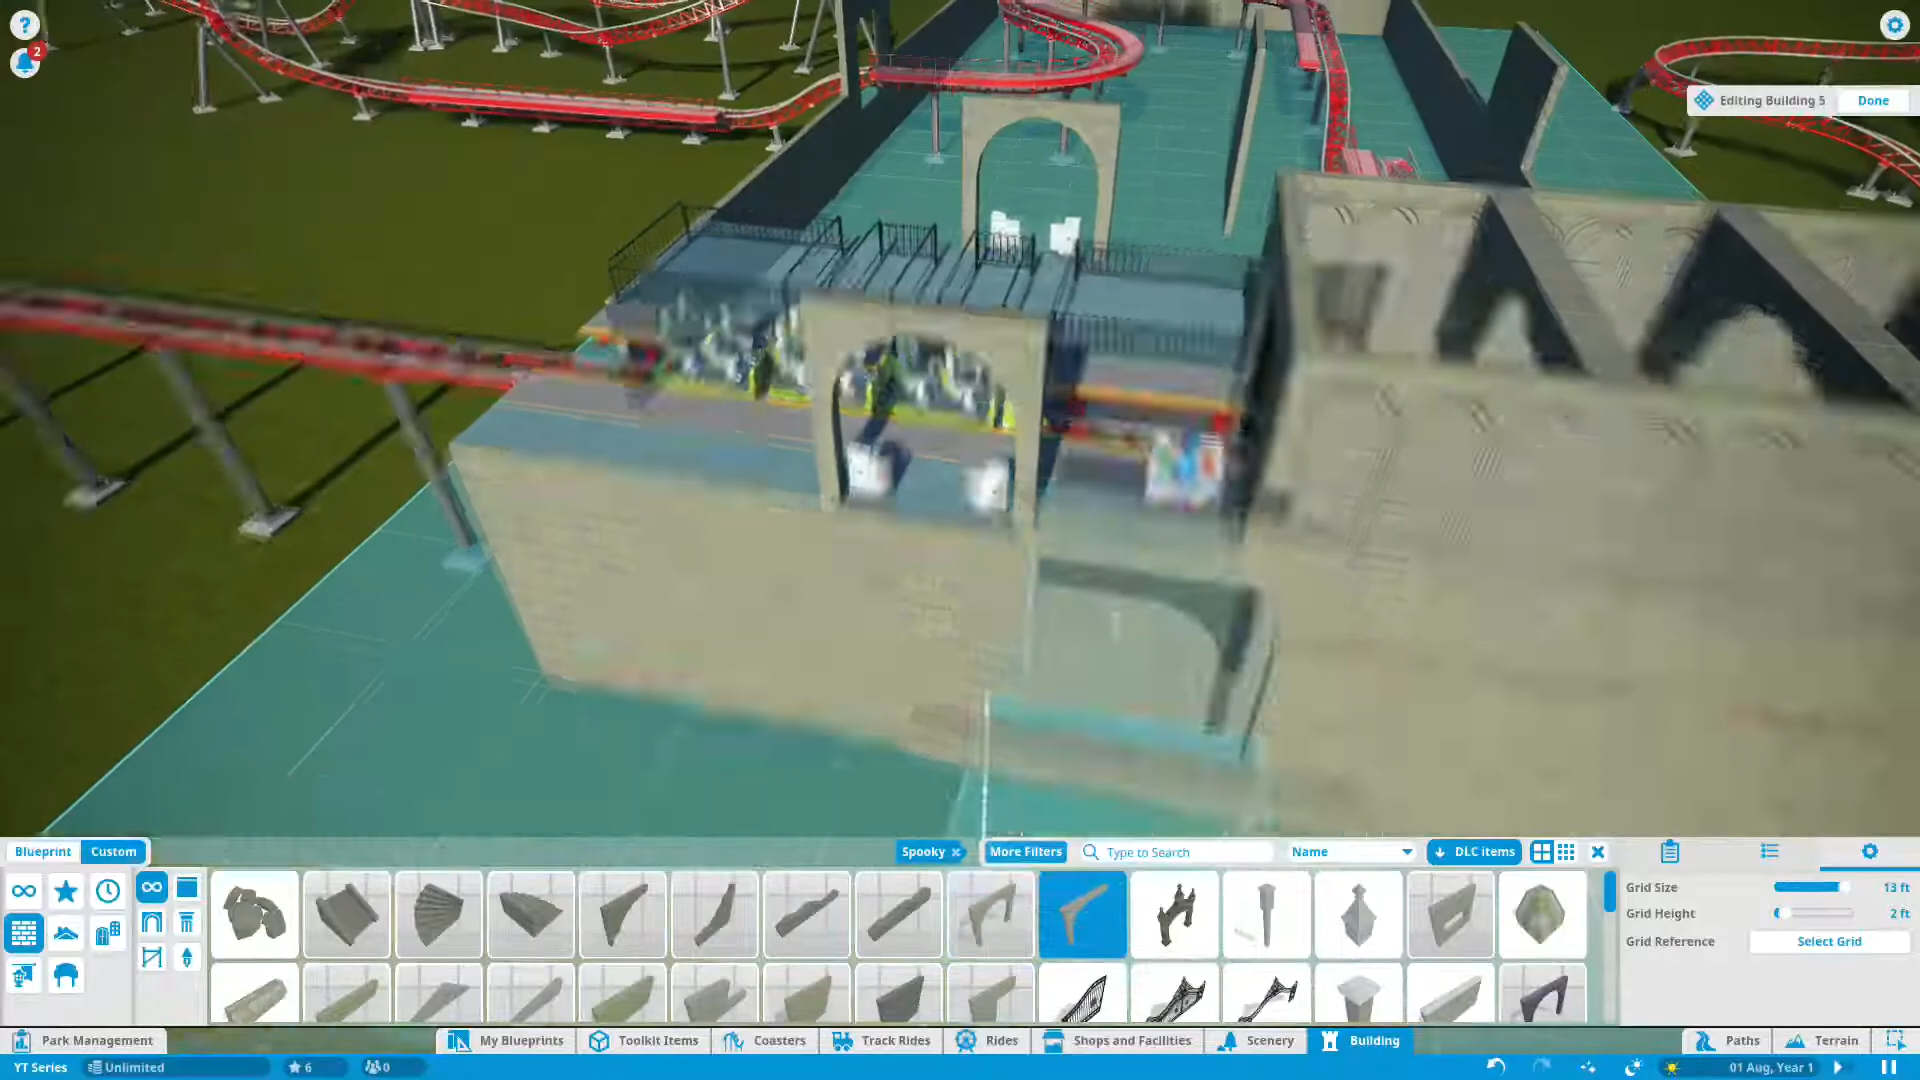 ?
2
Editing Building 5
Done
Blueprint
Custom
Spooky
More Filters
Type to Search
Name
DLC items
Grid Size
13 ft
Grid Height
2 ft
Grid Reference
Select Grid
Park Management
My Blueprints
Toolkit Items
Coasters
Track Rides
Rides
Shops and Facilities
Scenery
Building
Paths
Terrain
YT Series
Unlimited
6
0
01 Aug, Year 1